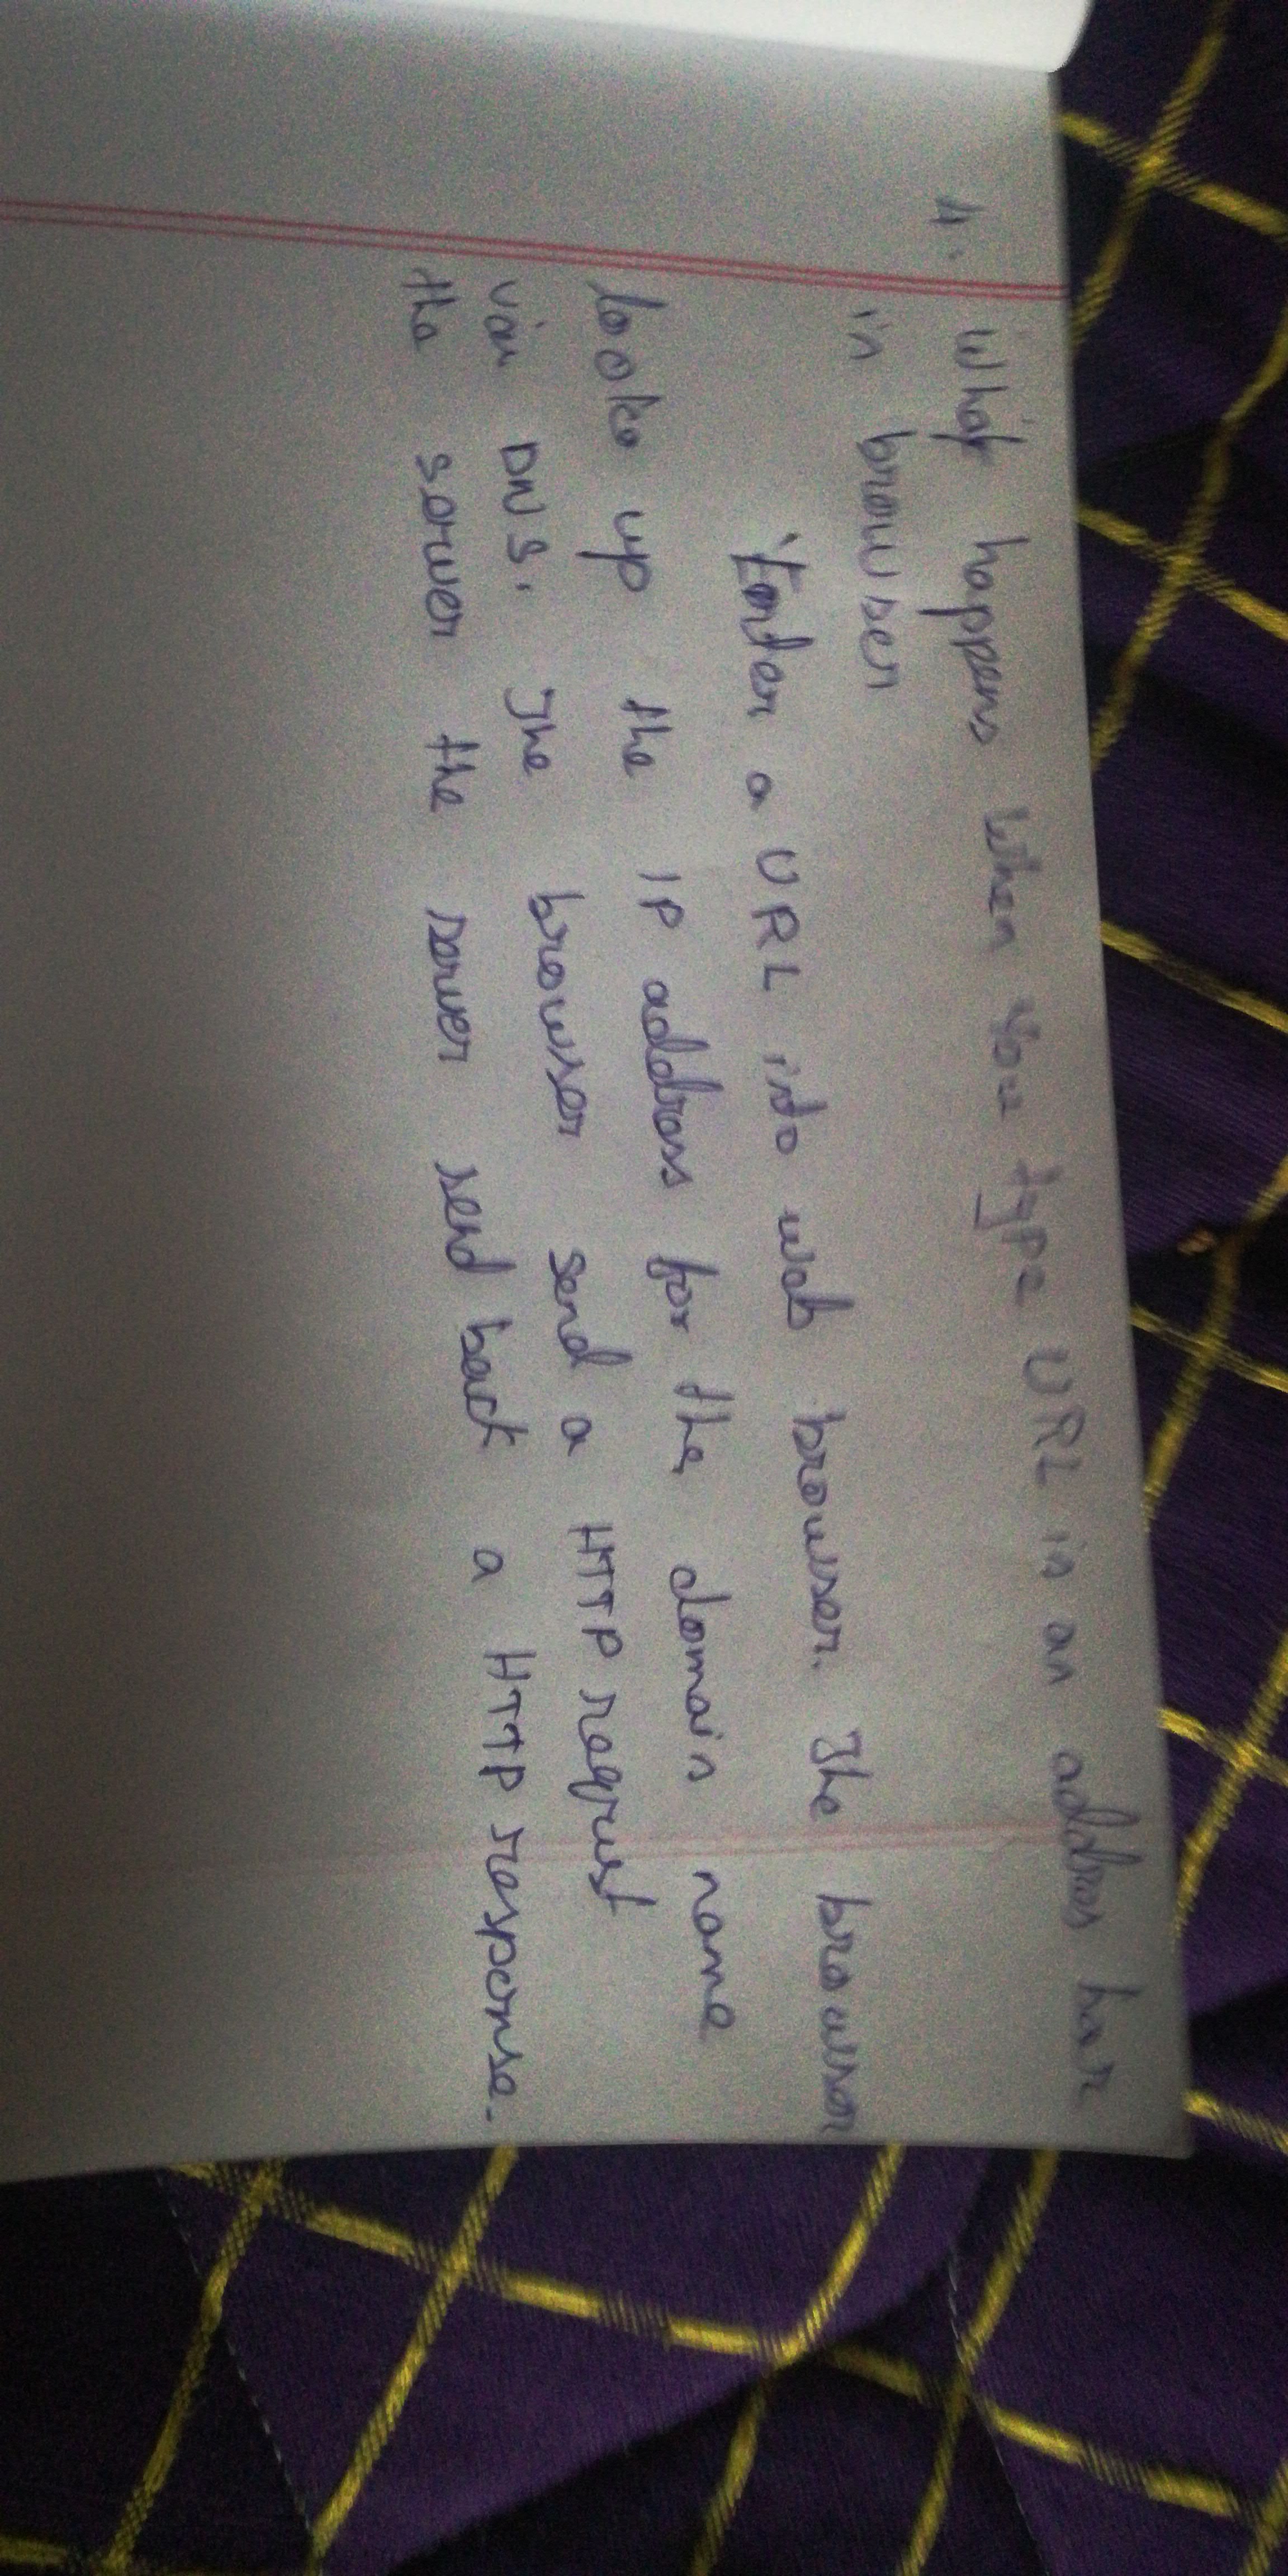 4. What happens when you type URL in an addres bar
in browser
Enter a URL into web browser. The browser
looks up the IP address for the domain name
via DNS. The browser send a HTTP request
the server the server send back a HTTP response.